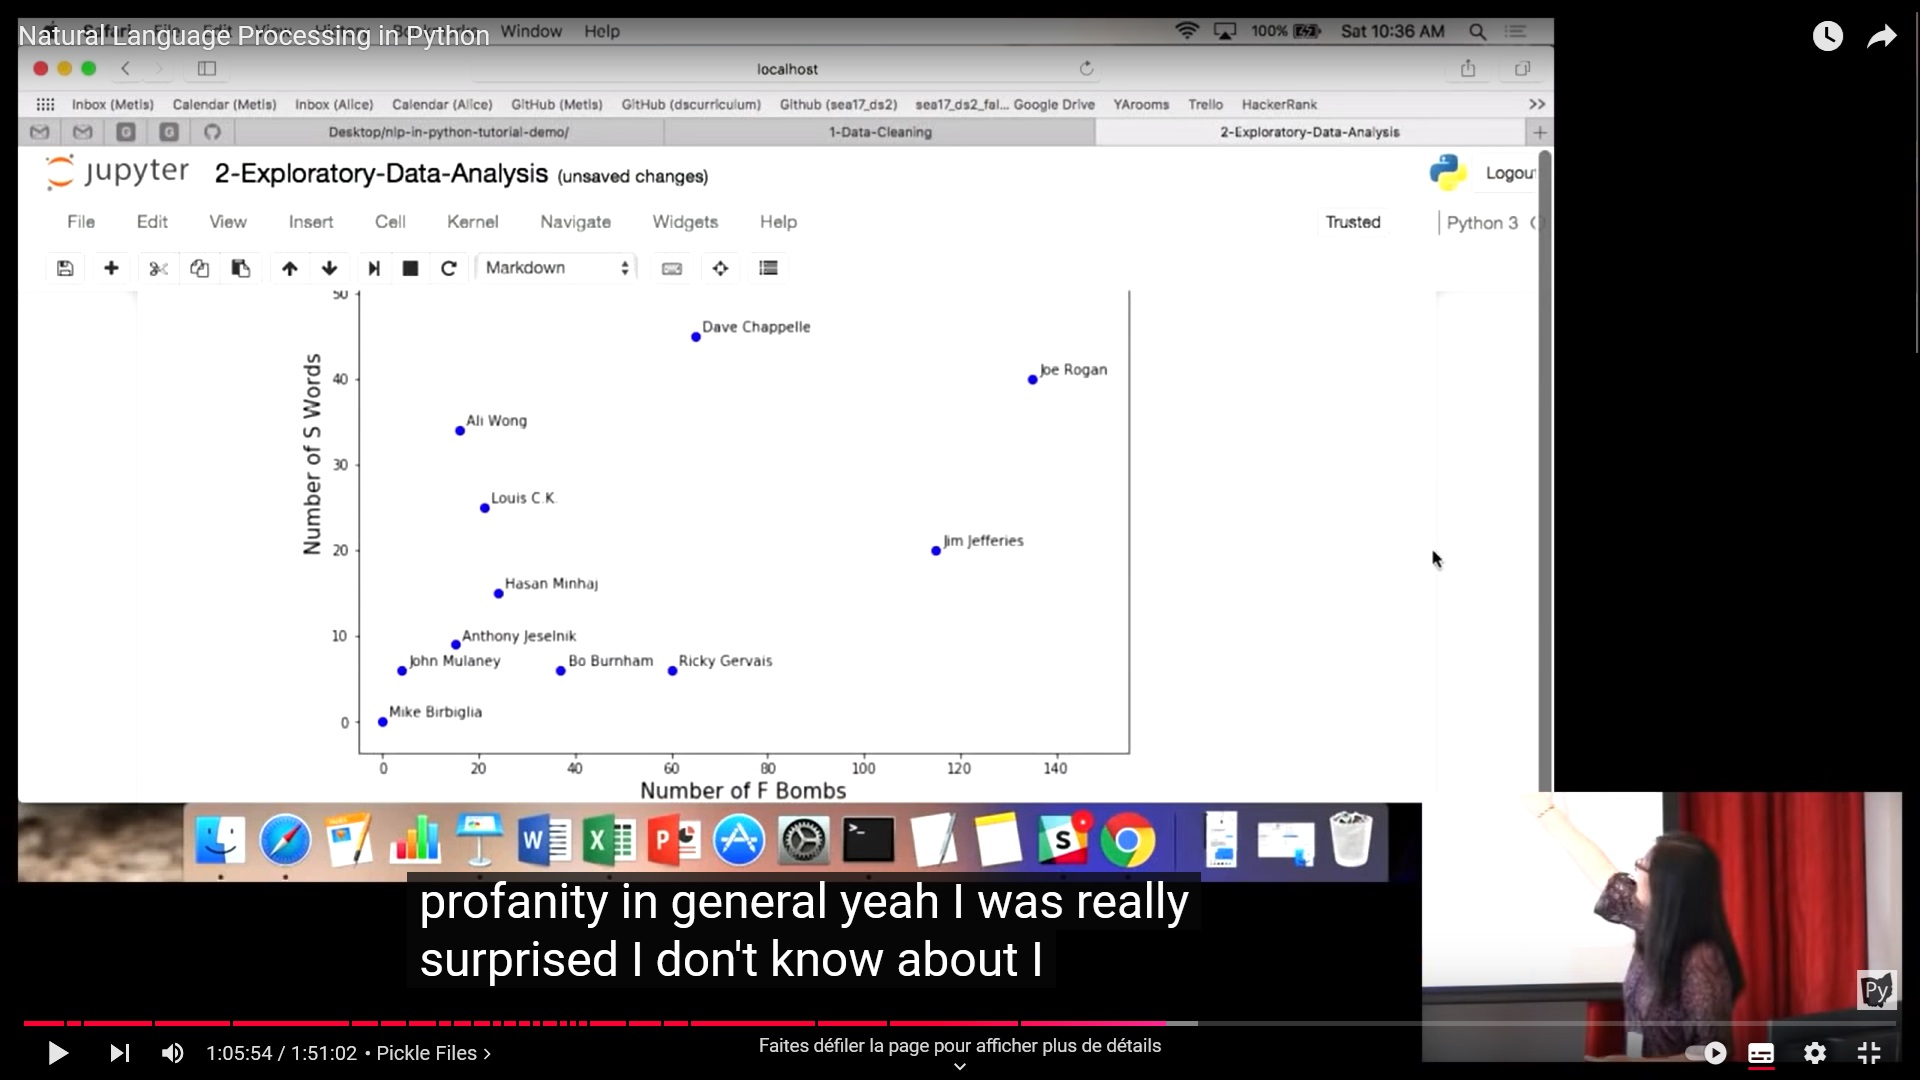 Natural Language Processing in Python
Window Help
100% Sat 10:36 AM
localhost
Inbox (Metis) Calendar (Metis) Inbox (Alice) Calendar (Alice) GitHub (Metis) GitHub (dscurriculum) Github (sea17_ds2) sea17_ds2_fal... Google Drive YArooms Trello HackerRank >>
Desktop/nlp-in-python-tutorial-demo/ 1-Data-Cleaning 2-Exploratory-Data-Analysis +
jupyter 2-Exploratory-Data-Analysis (unsaved changes) Logou
File Edit View Insert Cell Kernel Navigate Widgets Help Trusted Python 3
Markdown
50
Dave Chappelle
Joe Rogan
40
Ali Wong
30
Louis C.K.
Jim Jefferies
20
Hasan Minhaj
Anthony Jeselnik
10
John Mulaney Bo Burnham Ricky Gervais
Mike Birbiglia
0
Number of S Words
0 20 40 60 80 100 120 140
Number of F Bombs
W X P S
profanity in general yeah I was really
surprised I don't know about I
Py
1:05:54 / 1:51:02 • Pickle Files >
Faites défiler la page pour afficher plus de détails